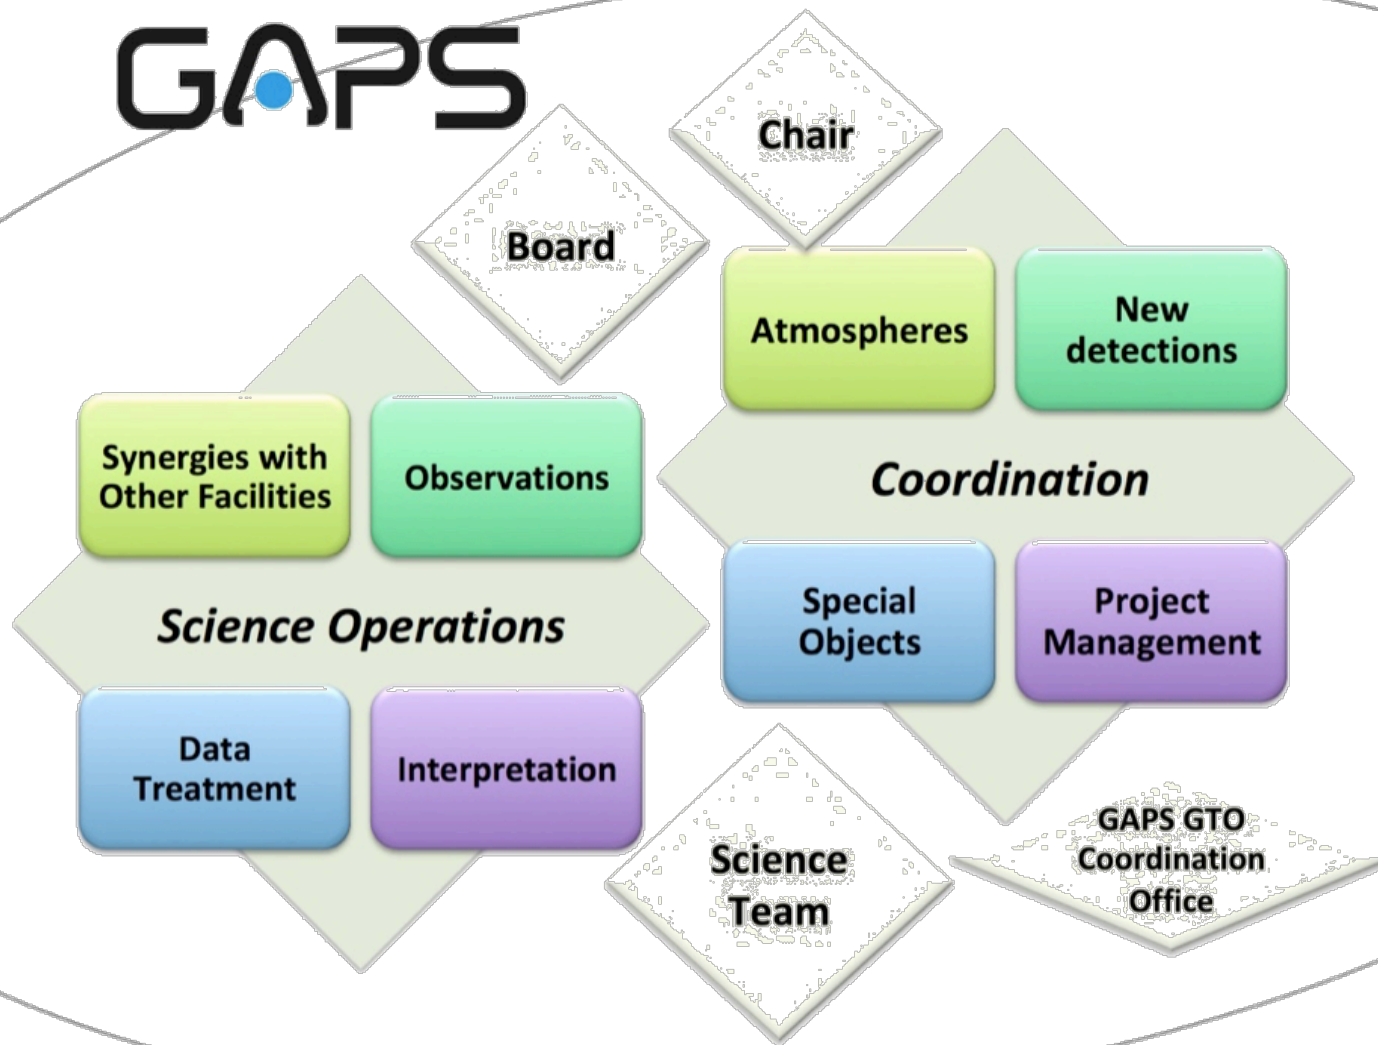 GAPS
Chair
Board
Atmospheres
New
detections
Coordination
Special
Objects
Project
Management
Synergies with
Other Facilities
Observations
Science Operations
Data
Treatment
Interpretation
Science
Team
GAPS GTO
Coordination
Office